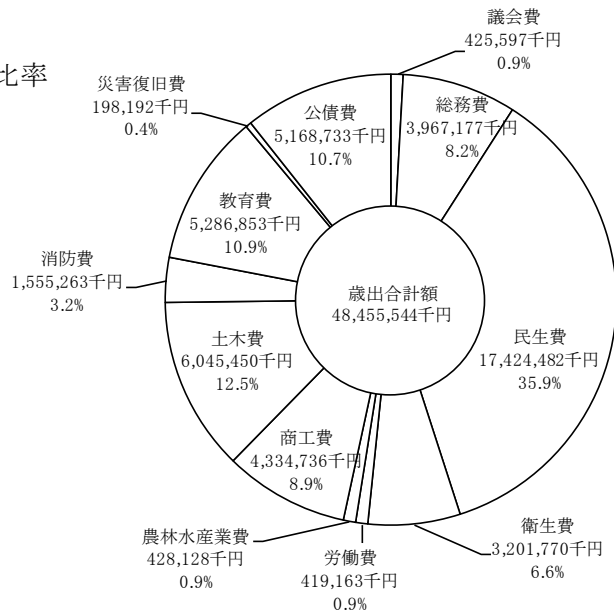 比率
議会費
425,597千円
0.9%
総務費
3,967,177千円
8.2%
民生費
17,424,482千円
35.9%
衛生費
3,201,770千円
6.6%
労働費
419,163千円
0.9%
農林水産業費
428,128千円
0.9%
商工費
4,334,736千円
8.9%
土木費
6,045,450千円
12.5%
消防費
1,555,263千円
3.2%
教育費
5,286,853千円
10.9%
災害復旧費
198,192千円
0.4%
公債費
5,168,733千円
10.7%
歳出合計額
48,455,544千円